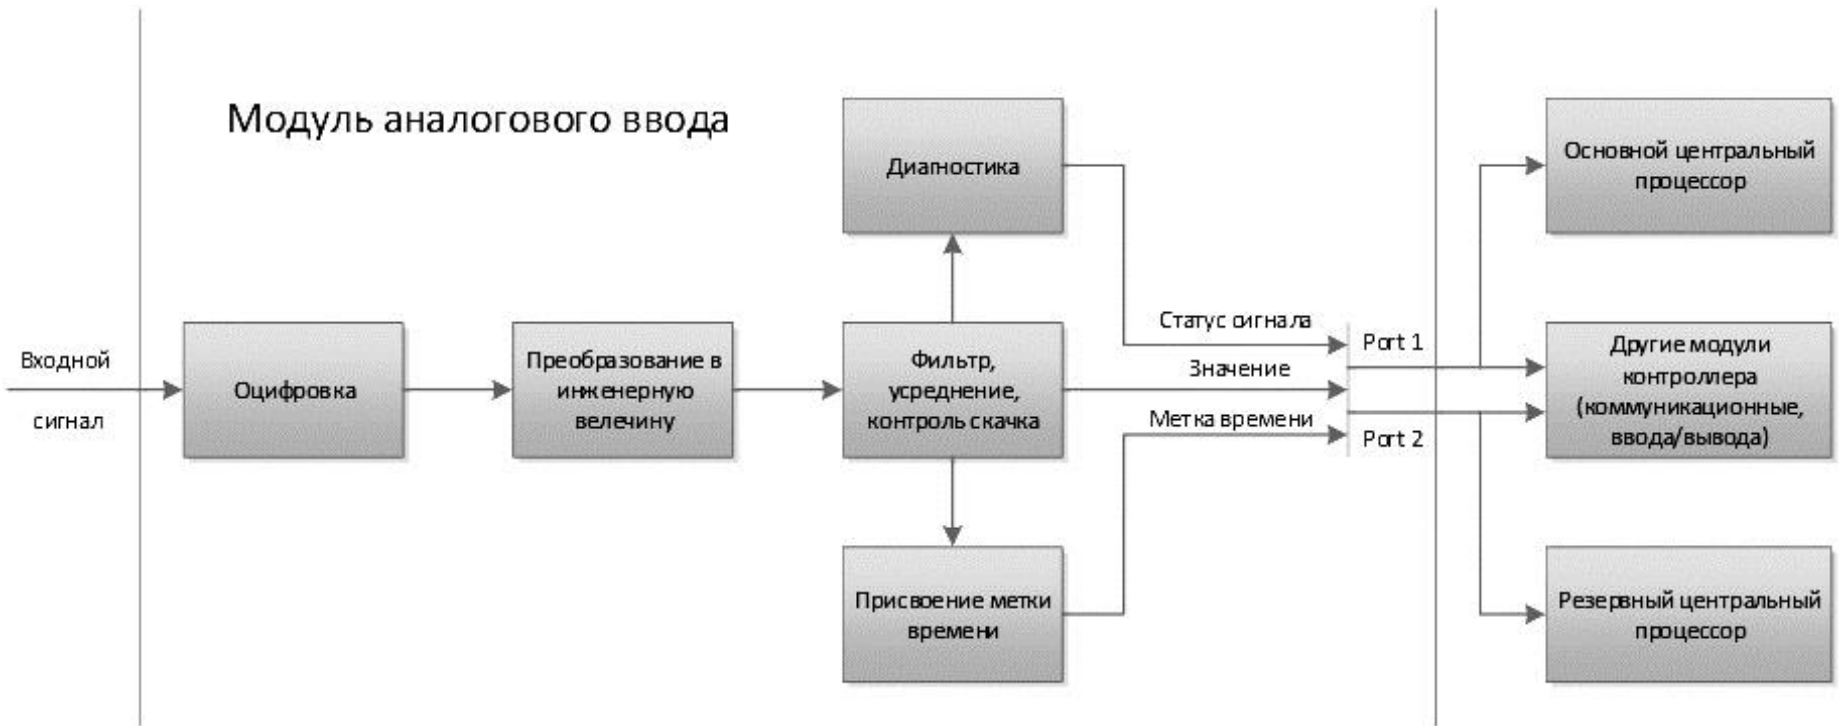 Модуль аналогового ввода
Входной
сигнал
Оцифровка
Преобразование в
инженерную
велечину
Фильтр,
усреднение,
контроль скачка
Диагностика
Присвоение метки
времени
Статус сигнала
Значение
Метка времени
Port 1
Port 2
Основной центральный
процессор
Другие модули
контроллера
(коммуникационные,
ввода/вывода)
Резервный центральный
процессор